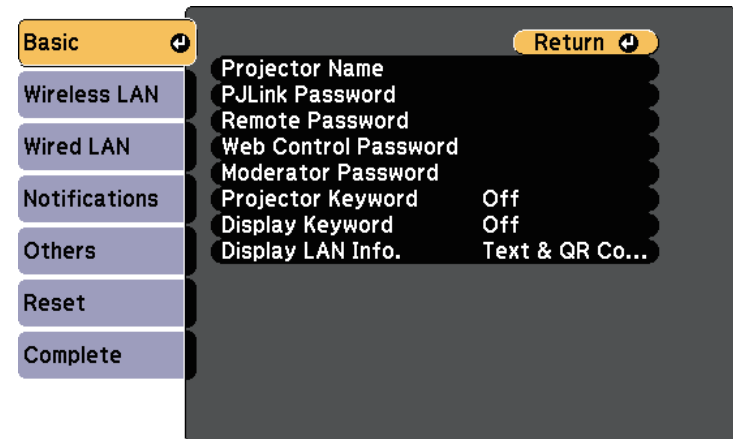 Basic
Wireless LAN
Wired LAN
Notifications
Others
Reset
Complete
Return
Projector Name
PJLink Password
Remote Password
Web Control Password
Moderator Password
Projector Keyword Off
Display Keyword Off
Display LAN Info. Text & QR Co...